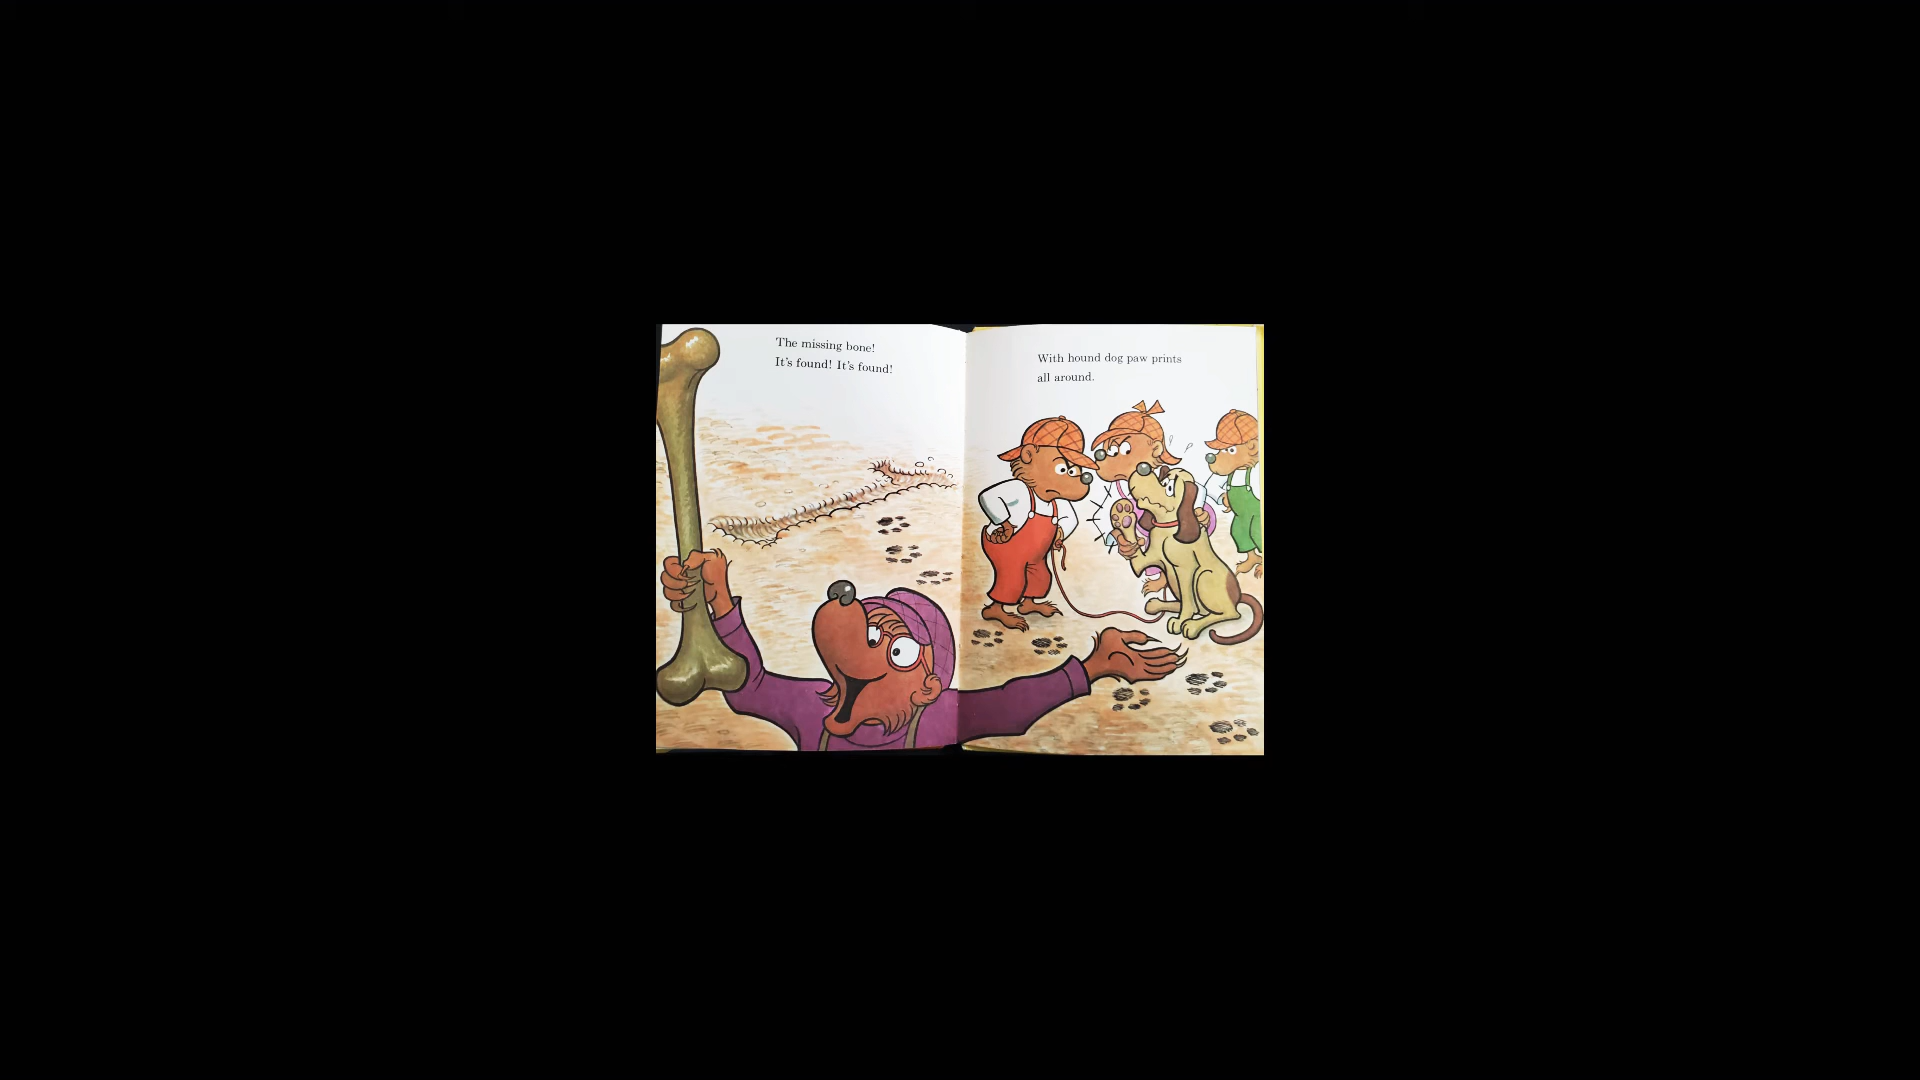 The missing bone!
It's found! It's found!
With hound dog paw prints
all around.